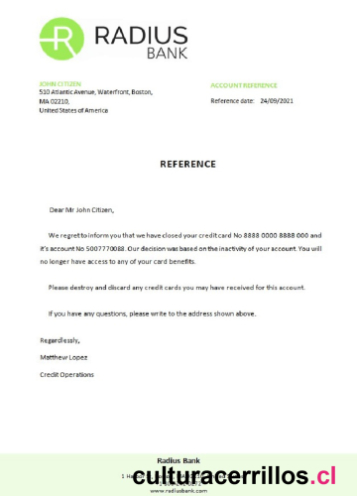 RADIUS
BANK
JOHN CITIZEN
510 Atlantic Avenue, Waterfront, Boston,
MA 02210,
United States of America
ACCOUNT REFERENCE
Reference date: 24/09/2021
REFERENCE
Dear Mr John Citizen,
We regret to inform you that we have closed your credit card No 8888 0000 8888 000 and
it's account No 5007770088. Our decision was based on the inactivity of your account. You will
no longer have access to any of your card benefits.
Please destroy and discard any credit cards you may have received for this account.
If you have any questions, please write to the address shown above.
Regardlessly,
Matthew Lopez
Credit Operations
Radius Bank
culturacerrillos.cl
www.radiusbank.com